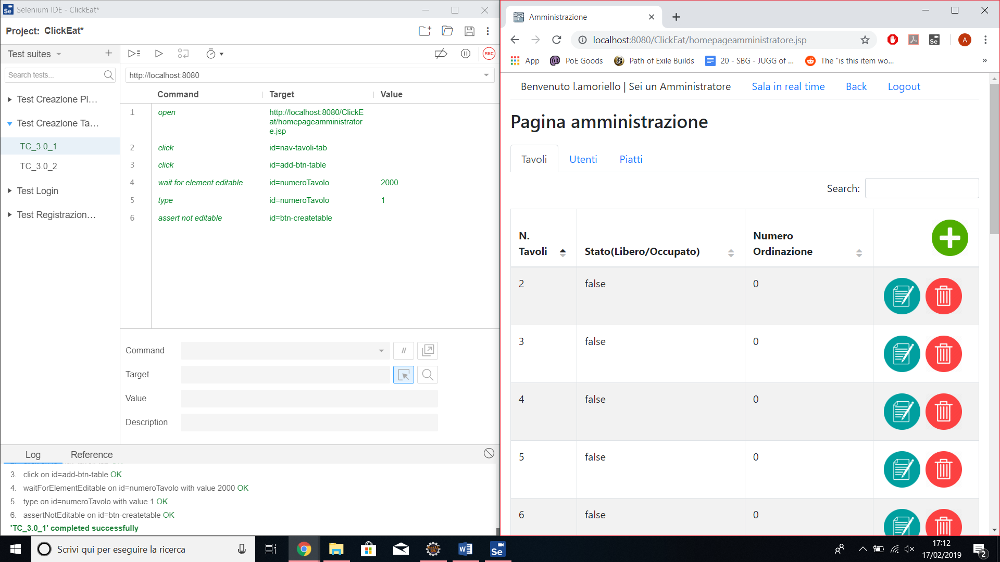 Selenium IDE - ClickEat*
Project: ClickEat*
Test suites
Search tests...
Test Creazione Pi...
Test Creazione Ta...
TC_3.0_1
TC_3.0_2
Test Login
Test Registrazion...
REC
http://localhost:8080
Command Target Value
1 open http://localhost:8080/ClickE
at/homepageamministrator
e.jsp
2 click id=nav-tavoli-tab
3 click id=add-btn-table
4 wait for element editable id=numeroTavolo 2000
5 type id=numeroTavolo 1
6 assert not editable id=btn-createtable
Command //
Target
Value
Description
Log Reference
3. click on id=add-btn-table OK
4. waitForElementEditable on id=numeroTavolo with value 2000 OK
5. type on id=numeroTavolo with value 1 OK
6. assertNotEditable on id=btn-createtable OK
'TC_3.0_1' completed successfully
Amministrazione
localhost:8080/ClickEat/homepageamministratore.jsp
A
App PoE Goods Path of Exile Builds 20 - SBG - JUGG of ... The "is this item wo... »
Benvenuto l.amoriello | Sei un Amministratore Sala in real time Back Logout
Pagina amministrazione
Tavoli Utenti Piatti
Search:
N. Tavoli Stato(Libero/Occupato) Numero Ordinazione
2 false 0
3 false 0
4 false 0
5 false 0
6 false 0
Scrivi qui per eseguire la ricerca
Se
17:12
17/02/2019
2